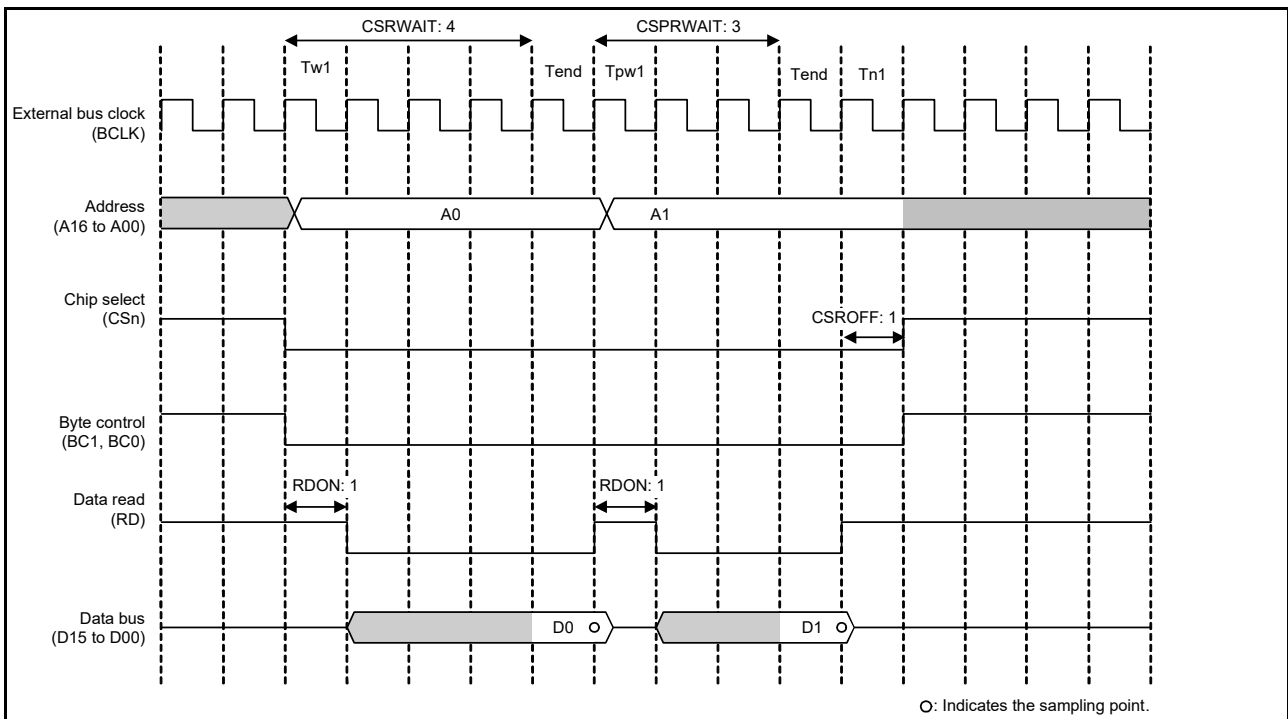 CSRWAIT: 4
CSPRWAIT: 3
Tw1
Tend
Tpw1
Tend
Tn1
External bus clock
(BCLK)
Address
(A16 to A00)
A0
A1
Chip select
(CSn)
CSROFF: 1
Byte control
(BC1, BC0)
RDON: 1
RDON: 1
Data read
(RD)
Data bus
(D15 to D00)
D0
D1
: Indicates the sampling point.